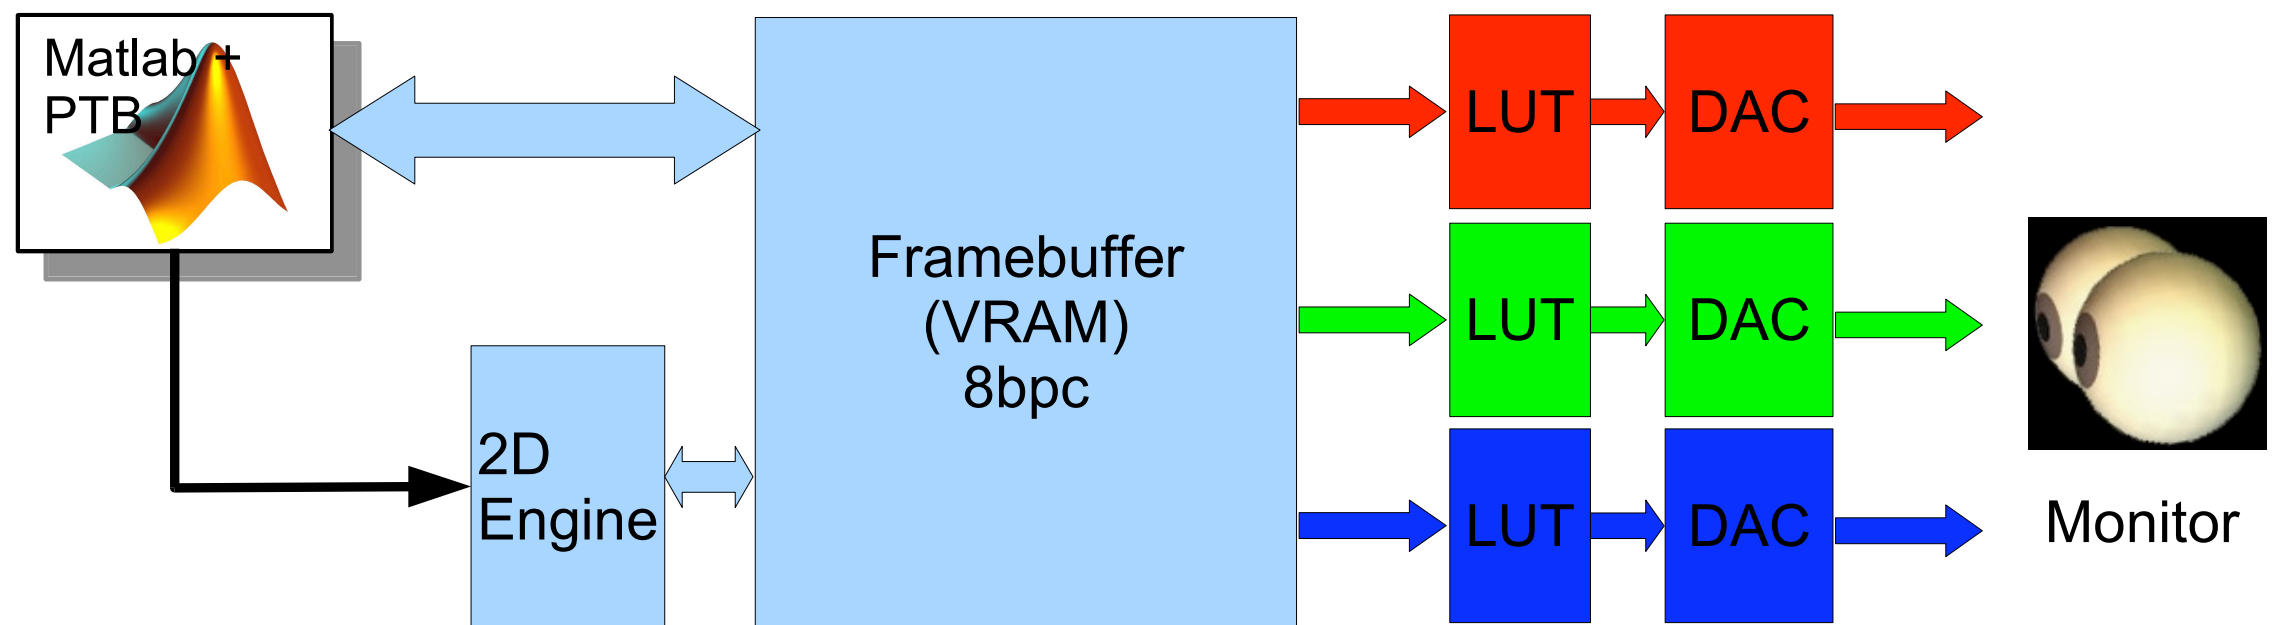 Matlab +
PTB
2D
Engine
Framebuffer
(VRAM)
8bpc
LUT
DAC
LUT
DAC
LUT
DAC
Monitor